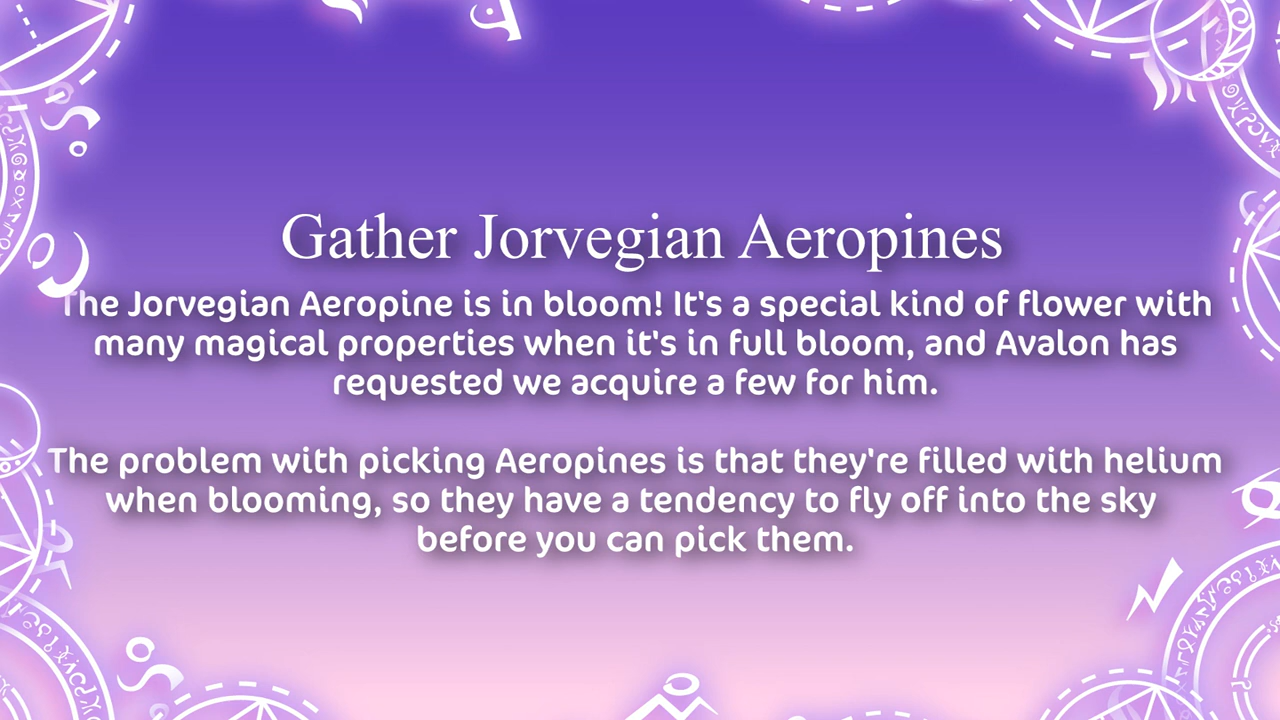 Gather Jorvegian Aeropines
The Jorvegian Aeropine is in bloom! It's a special kind of flower with
many magical properties when it's in full bloom, and Avalon has
requested we acquire a few for him.
The problem with picking Aeropines is that they're filled with helium
when blooming, so they have a tendency to fly off into the sky
before you can pick them.